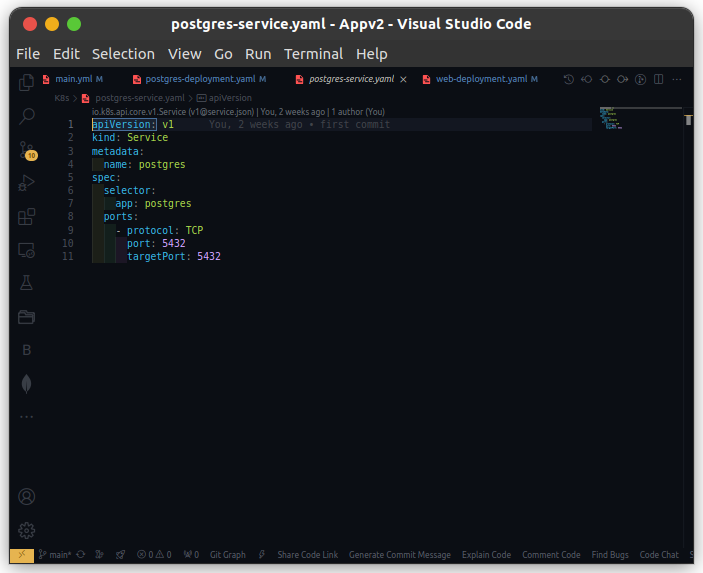 postgres-service.yaml - Appv2 - Visual Studio Code
File Edit Selection View Go Run Terminal Help
main.yml M postgres-deployment.yaml M postgres-service.yaml web-deployment.yaml M
K8s > postgres-service.yaml > apiVersion
io.k8s.api.core.v1.Service (v1@service.json) | You, 2 weeks ago | 1 author (You)
1 apiVersion: v1 You, 2 weeks ago • first commit
2 kind: Service
3 metadata:
4 name: postgres
5 spec:
6 selector:
7 app: postgres
8 ports:
9 - protocol: TCP
10 port: 5432
11 targetPort: 5432
10
B
main* 0 0 0 Git Graph Share Code Link Generate Commit Message Explain Code Comment Code Find Bugs Code Chat